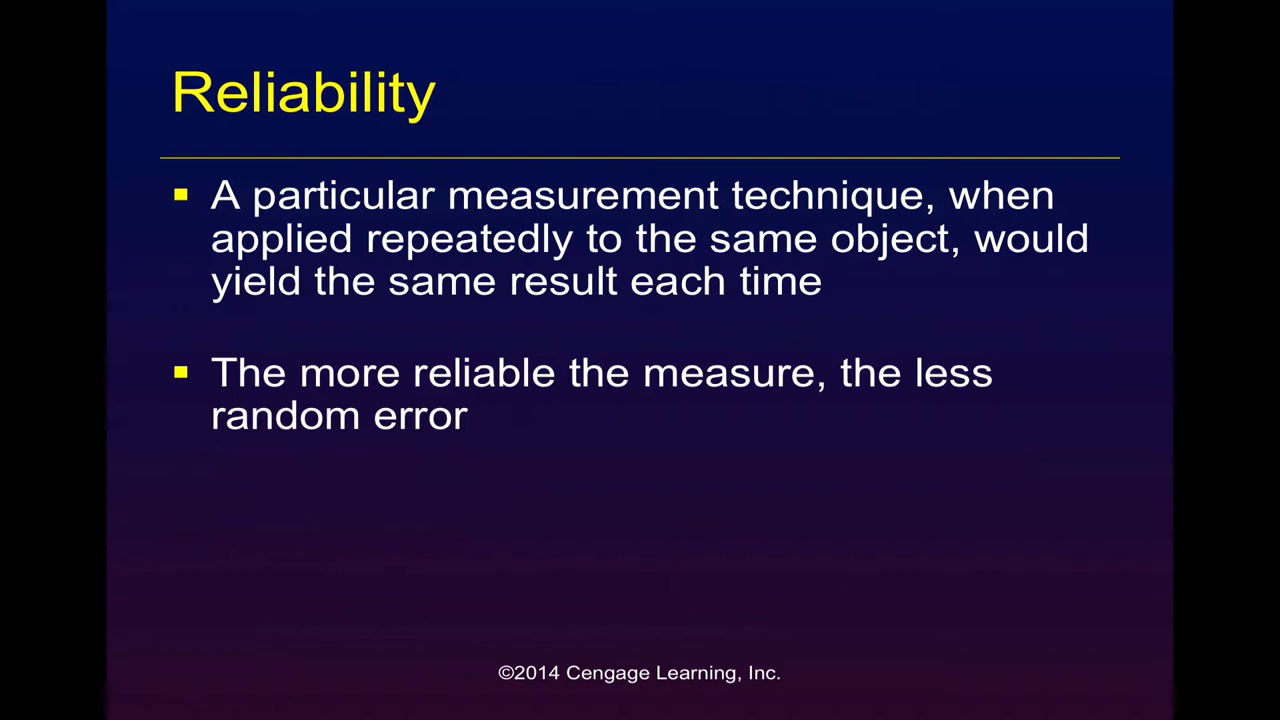 Reliability
A particular measurement technique, when
applied repeatedly to the same object, would
yield the same result each time
The more reliable the measure, the less
random error
©2014 Cengage Learning, Inc.